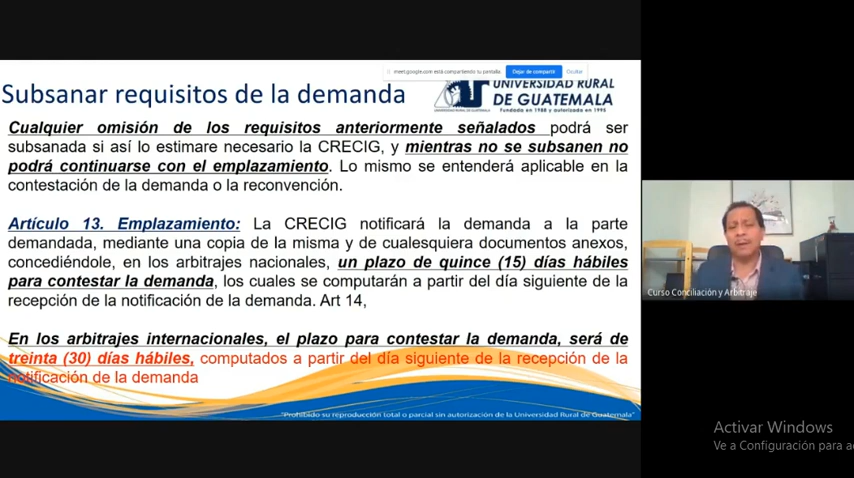 meet.google.com está compartiendo su pantalla. Dejar de compartir Ocultar
Subsanar requisitos de la demanda
UNIVERSIDAD RURAL
DE GUATEMALA
Cualquier omisión de los requisitos anteriormente señalados podrá ser
subsanada si así lo estimare necesario la CRECIG, y mientras no se subsanen no
podrá continuarse con el emplazamiento. Lo mismo se entenderá aplicable en la
contestación de la demanda o la reconvención.
Artículo 13. Emplazamiento: La CRECIG notificará la demanda a la parte
demandada, mediante una copia de la misma y de cualesquiera documentos anexos,
concediéndole, en los arbitrajes nacionales, un plazo de quince (15) días hábiles
para contestar la demanda, los cuales se computarán a partir del día siguiente de la
recepción de la notificación de la demanda. Art 14,
En los arbitrajes internacionales, el plazo para contestar la demanda, será de
treinta (30) días hábiles, computados a partir del día siguiente de la recepción de la
notificación de la demanda
"Prohibido su reproducción total o parcial sin autorización de la Universidad Rural de Guatemala"
Curso Conciliación y Arbitraje
Activar Windows
Ve a Configuración para